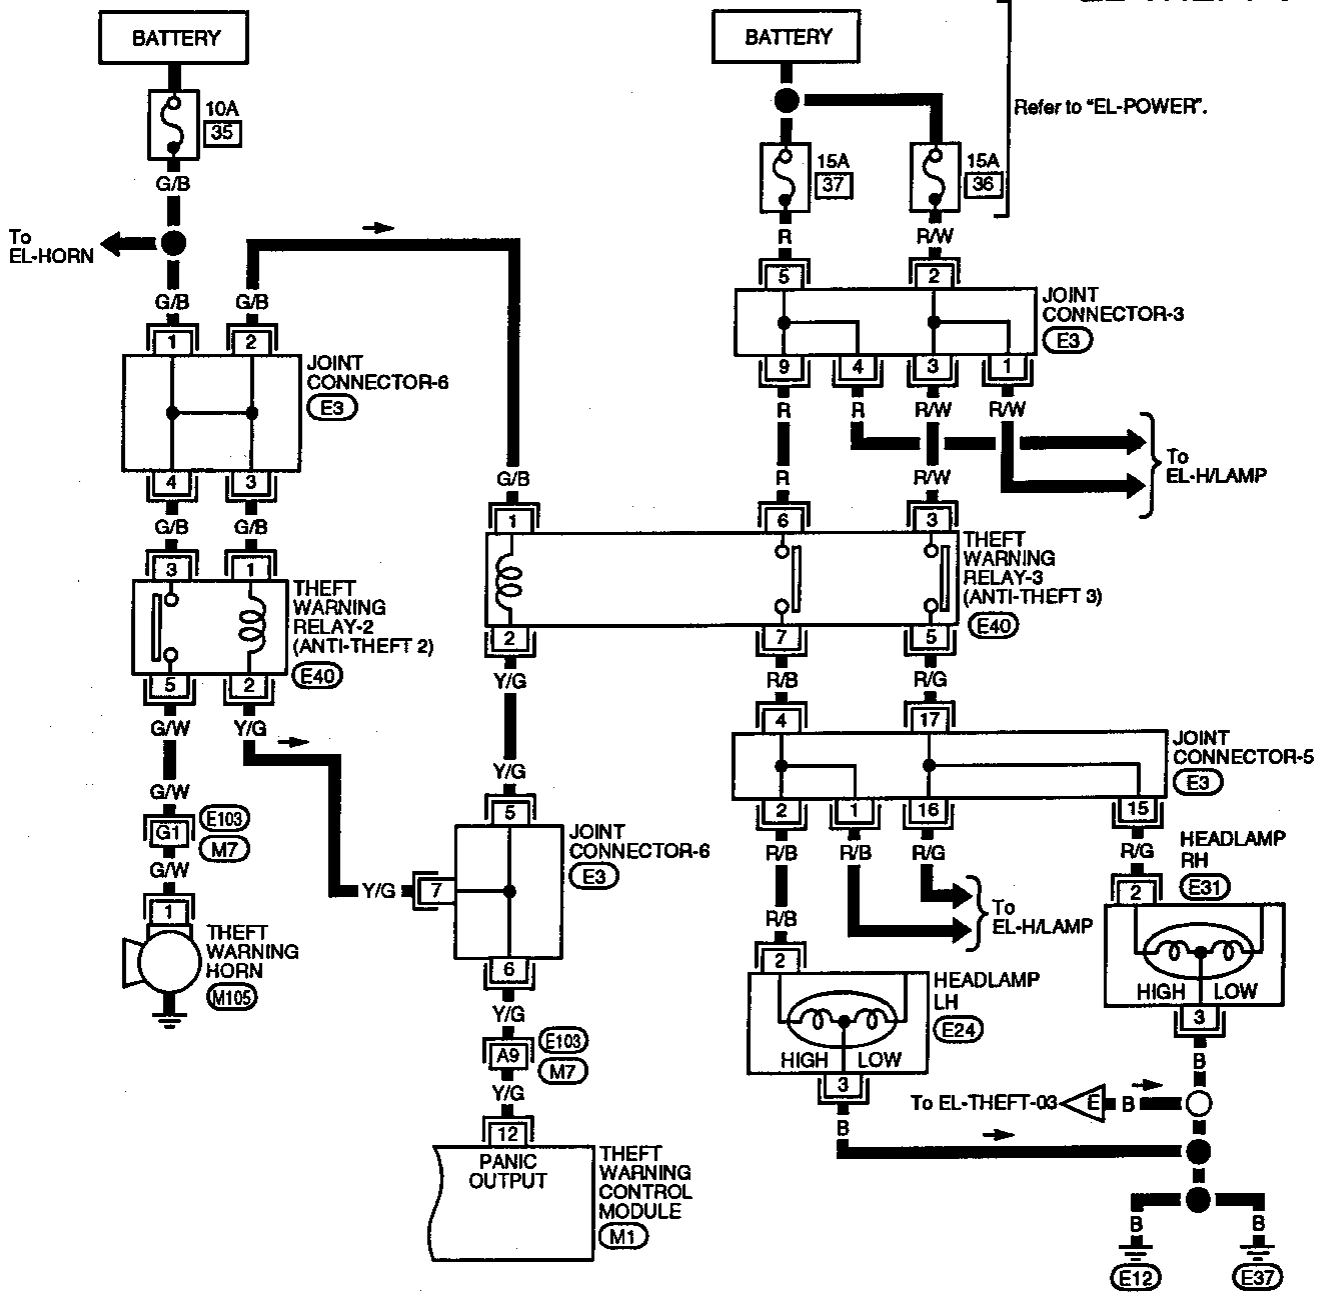 BATTERY
10A
35
G/B
To
EL-HORN
G/B
G/B
1
2
JOINT
CONNECTOR-6
E3
4
3
G/B
G/B
3
1
THEFT
WARNING
RELAY-2
(ANTI-THEFT 2)
E40
5
2
G/W
Y/G
G/W
G1
E103
M7
G/W
1
THEFT
WARNING
HORN
M105
G/B
1
2
Y/G
Y/G
5
JOINT
CONNECTOR-6
E3
Y/G
7
6
Y/G
A9
E103
M7
Y/G
12
PANIC
OUTPUT
THEFT
WARNING
CONTROL
MODULE
M1
BATTERY
Refer to "EL-POWER".
15A
37
15A
36
R
R/W
5
2
JOINT
CONNECTOR-3
E3
9
4
3
1
R
R
R/W
R/W
To
EL-H/LAMP
R
R/W
6
3
THEFT
WARNING
RELAY-3
(ANTI-THEFT 3)
E40
7
5
R/B
R/G
4
17
JOINT
CONNECTOR-5
E3
2
1
16
15
R/B
R/B
R/G
R/G
To
EL-H/LAMP
HEADLAMP
RH
E31
2
HIGH
LOW
3
B
R/B
2
HEADLAMP
LH
E24
HIGH
LOW
3
B
To EL-THEFT-03
E
B
B
B
E12
E37